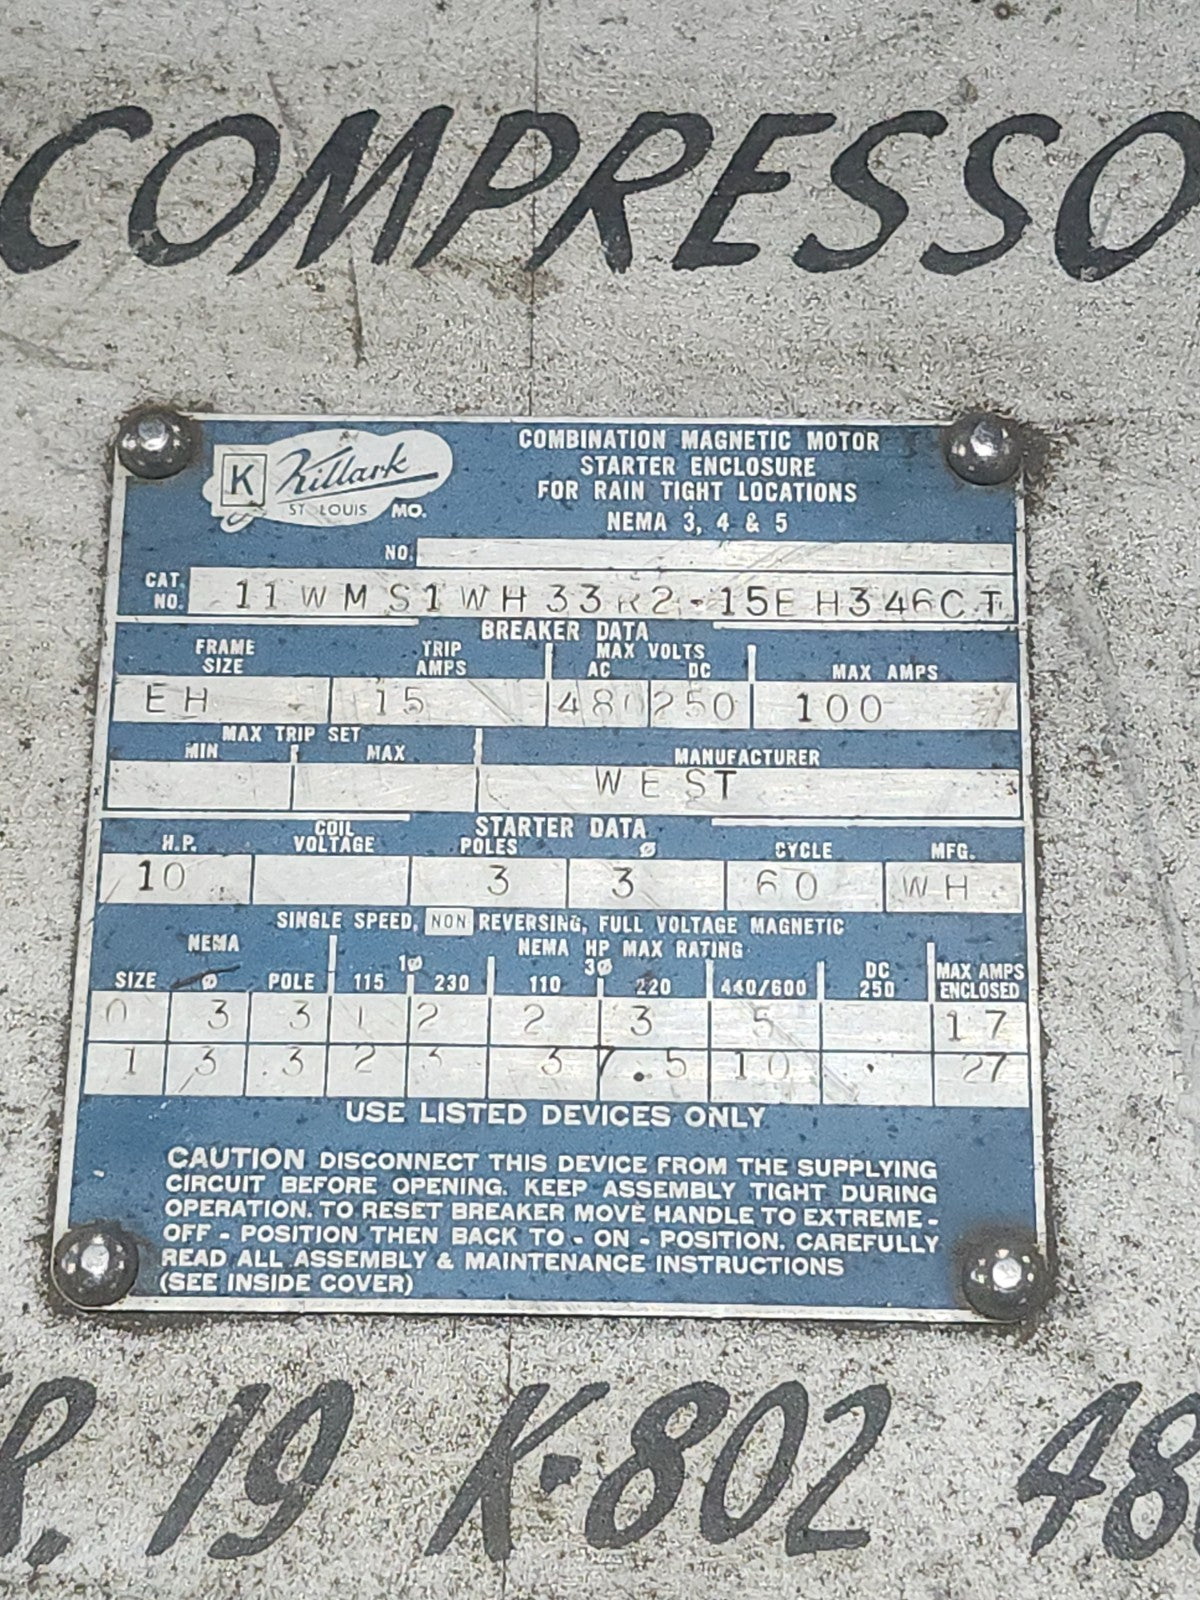 COMPRESSO
K Killark
ST LOUIS MO.
COMBINATION MAGNETIC MOTOR
STARTER ENCLOSURE
FOR RAIN TIGHT LOCATIONS
NEMA 3, 4 & 5
NO.
CAT. NO. 11WMS1WH33R2-15EH346CT
BREAKER DATA
FRAME SIZE TRIP AMPS MAX VOLTS AC DC MAX AMPS
EH 15 480 250 100
MAX TRIP SET
MIN MAX MANUFACTURER
WEST
STARTER DATA
H.P. COIL VOLTAGE POLES ø CYCLE MFG.
10 3 3 60 WH
SINGLE SPEED, NON REVERSING, FULL VOLTAGE MAGNETIC
NEMA NEMA HP MAX RATING
SIZE ø POLE 1ø 115 230 3ø 110 220 440/600 DC 250 MAX AMPS ENCLOSED
0 3 3 1 2 2 3 5 17
1 3 3 2 3 3 7.5 10 27
USE LISTED DEVICES ONLY
CAUTION DISCONNECT THIS DEVICE FROM THE SUPPLYING
CIRCUIT BEFORE OPENING. KEEP ASSEMBLY TIGHT DURING
OPERATION. TO RESET BREAKER MOVE HANDLE TO EXTREME-
OFF - POSITION THEN BACK TO - ON - POSITION. CAREFULLY
READ ALL ASSEMBLY & MAINTENANCE INSTRUCTIONS
(SEE INSIDE COVER)
R. 19 K-802 48